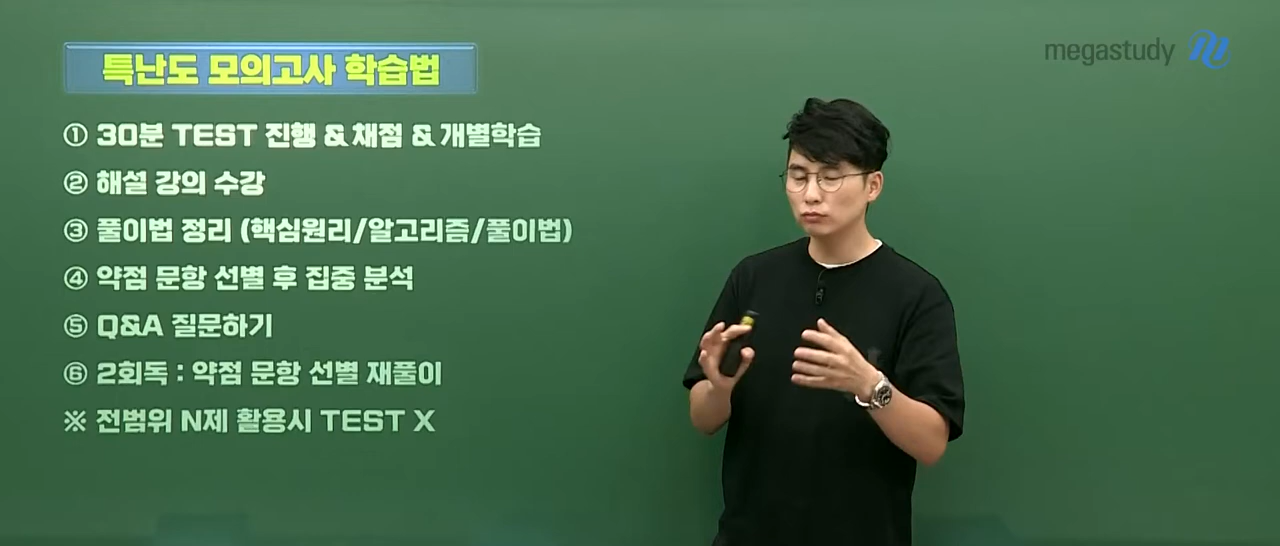 megastudy
특난도 모의고사 학습법
① 30분 TEST 진행 & 채점 & 개별학습
② 해설 강의 수강
③ 풀이법 정리 (핵심원리/알고리즘/풀이법)
④ 약점 문항 선별 후 집중 분석
⑤ Q&A 질문하기
⑥ 2회독 : 약점 문항 선별 재풀이
※ 전범위 N제 활용시 TEST X